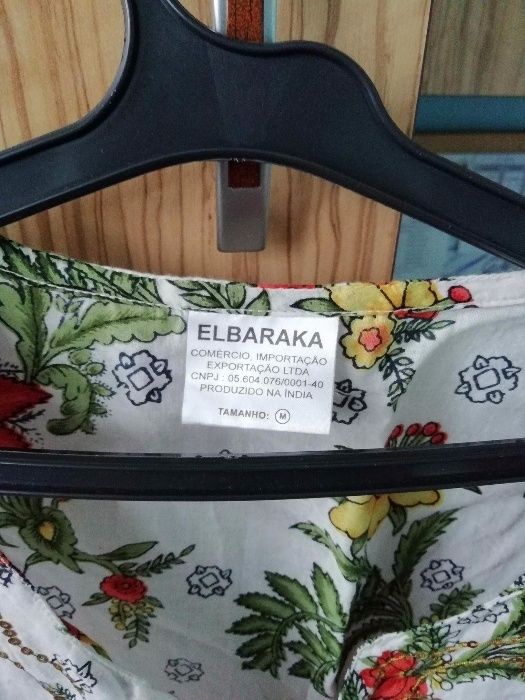 ELBARAKA
COMÉRCIO, IMPORTAÇÃO
EXPORTAÇÃO LTDA
CNPJ : 05.604.076/0001-40
PRODUZIDO NA ÍNDIA
TAMANHO: M